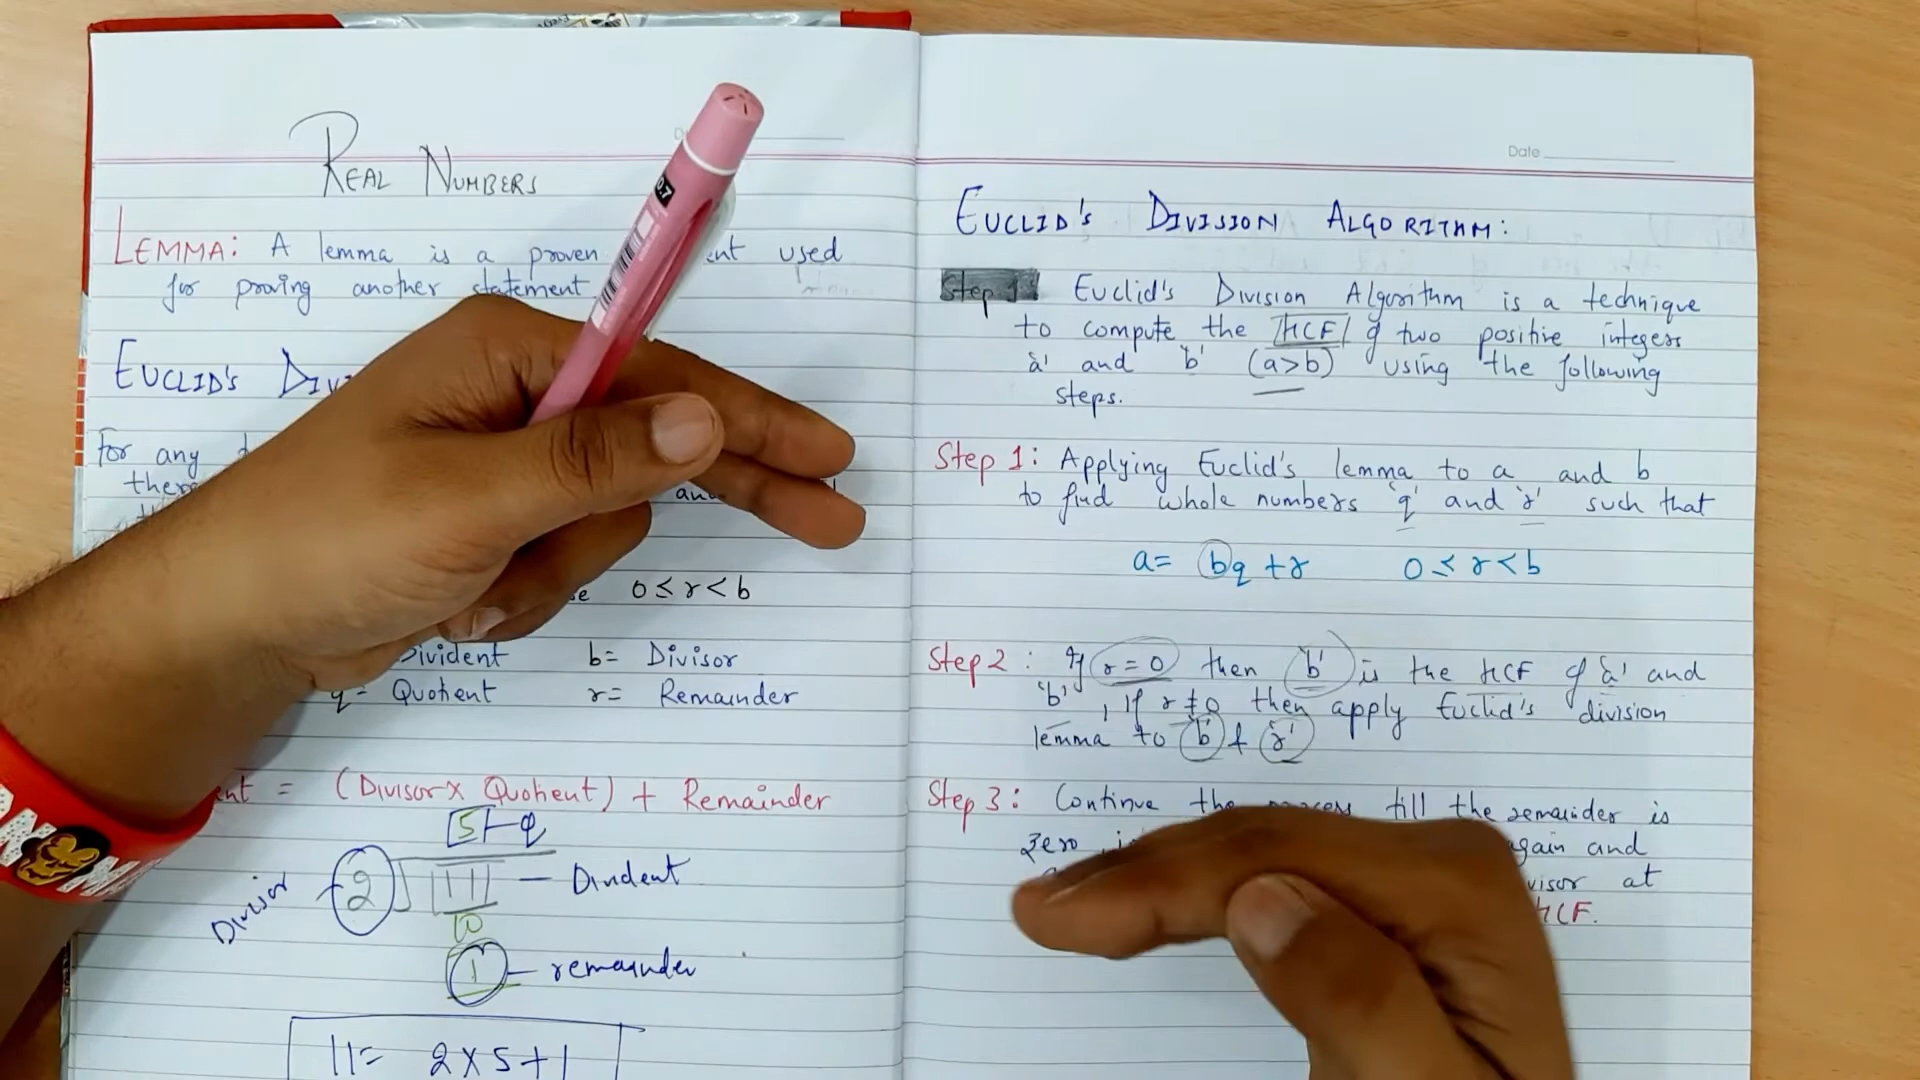 REAL NUMBERS
LEMMA: A lemma is a proven used
for proving another statement
EUCLID'S
For any
0 ≤ r < b
Divident b= Divisor
q= Quotient r= Remainder
= (Divisor x Quotient) + Remainder
5 q
Divisor 2 11 Divident
10
1 remainder
11= 2x5+1
0.7
Date
EUCLID'S DIVISION ALGORITHM:
Step 1: Euclid's Division Algorithm is a technique
to compute the HCF of two positive integers
'a' and 'b' (a>b) using the following
steps.
Step 1: Applying Euclid's lemma to a and b
to find whole numbers 'q' and 'r' such that
a= bq + r 0 ≤ r < b
Step 2: If r = 0 then 'b' is the HCF of 'a' and
'b', If r ≠ 0 then apply Euclid's division
lemma to 'b' & 'r'
Step 3: Continue the process till the remainder is
zero and
at
HCF.